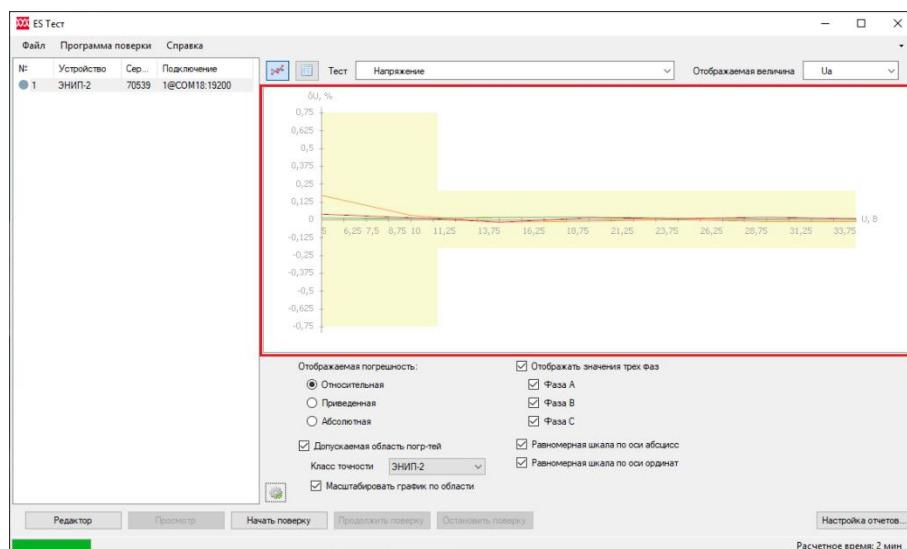 ES Тест
Файл Программа поверки Справка
№ Устройство Сер... Подключение
1 ЭНИП-2 70539 1@COM18:19200
Тест Напряжение Отображаемая величина Ua
δU, %
0,75
0,625
0,5
0,375
0,25
0,125
0
-0,125
-0,25
-0,375
-0,5
-0,625
-0,75
U, В
5 6,25 7,5 8,75 10 11,25 13,75 16,25 18,75 21,25 23,75 26,25 28,75 31,25 33,75
Отображаемая погрешность:
Относительная
Приведенная
Абсолютная
Допускаемая область погр-тей
Класс точности ЭНИП-2
Масштабировать график по области
Отображать значения трех фаз
Фаза A
Фаза B
Фаза C
Равномерная шкала по оси абсцисс
Равномерная шкала по оси ординат
Редактор Просмотр Начать поверку Продолжить поверку Остановить поверку Настройка отчетов...
Расчетное время: 2 мин